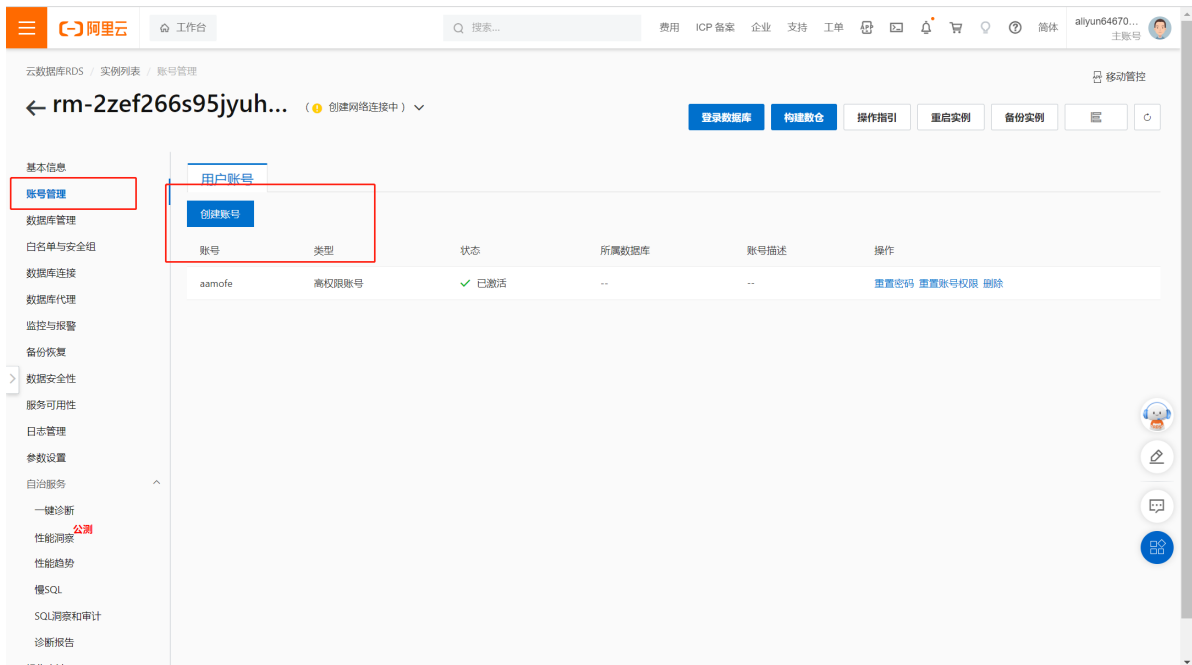 阿里云 工作台 搜索... 费用 ICP 备案 企业 支持 工单 简体 aliyun64670...
主账号
云数据库RDS / 实例列表 / 账号管理 移动管控
rm-2zef266s95jyuh... ( 创建网络连接中 )
登录数据库 构建数仓 操作指引 重启实例 备份实例
基本信息
账号管理
数据库管理
白名单与安全组
数据库连接
数据库代理
监控与报警
备份恢复
数据安全性
服务可用性
日志管理
参数设置
自治服务
一键诊断
性能洞察 公测
性能趋势
慢SQL
SQL洞察和审计
诊断报告
用户账号
创建账号
账号 类型 状态 所属数据库 账号描述 操作
aamofe 高权限账号 已激活 -- -- 重置密码 重置账号权限 删除